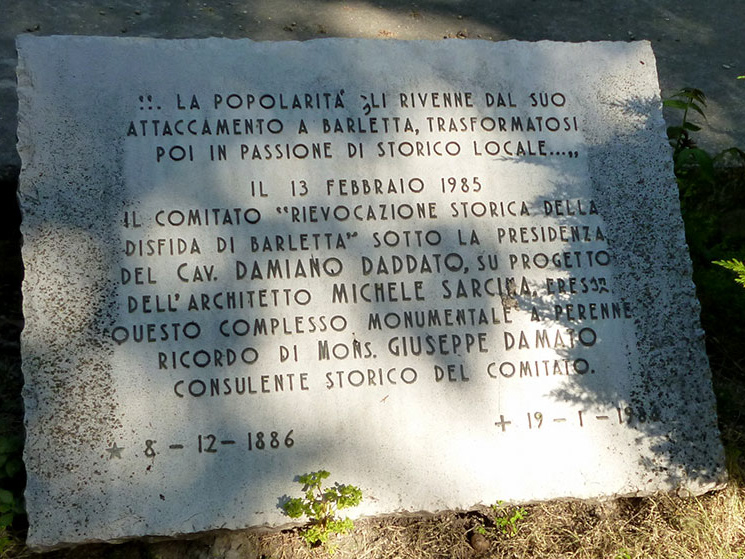 "... LA POPOLARITÀ GLI RIVENNE DAL SUO
ATTACCAMENTO A BARLETTA, TRASFORMATOSI
POI IN PASSIONE DI STORICO LOCALE...,,
IL 13 FEBBRAIO 1985
IL COMITATO "RIEVOCAZIONE STORICA DELLA
DISFIDA DI BARLETTA" SOTTO LA PRESIDENZA
DEL CAV. DAMIANO DADDATO, SU PROGETTO
DELL'ARCHITETTO MICHELE SARCINA, ERESSE
QUESTO COMPLESSO MONUMENTALE A PERENNE
RICORDO DI MONS. GIUSEPPE DAMATO
CONSULENTE STORICO DEL COMITATO.
★ 8 - 12 - 1886
+ 19 - 1 -